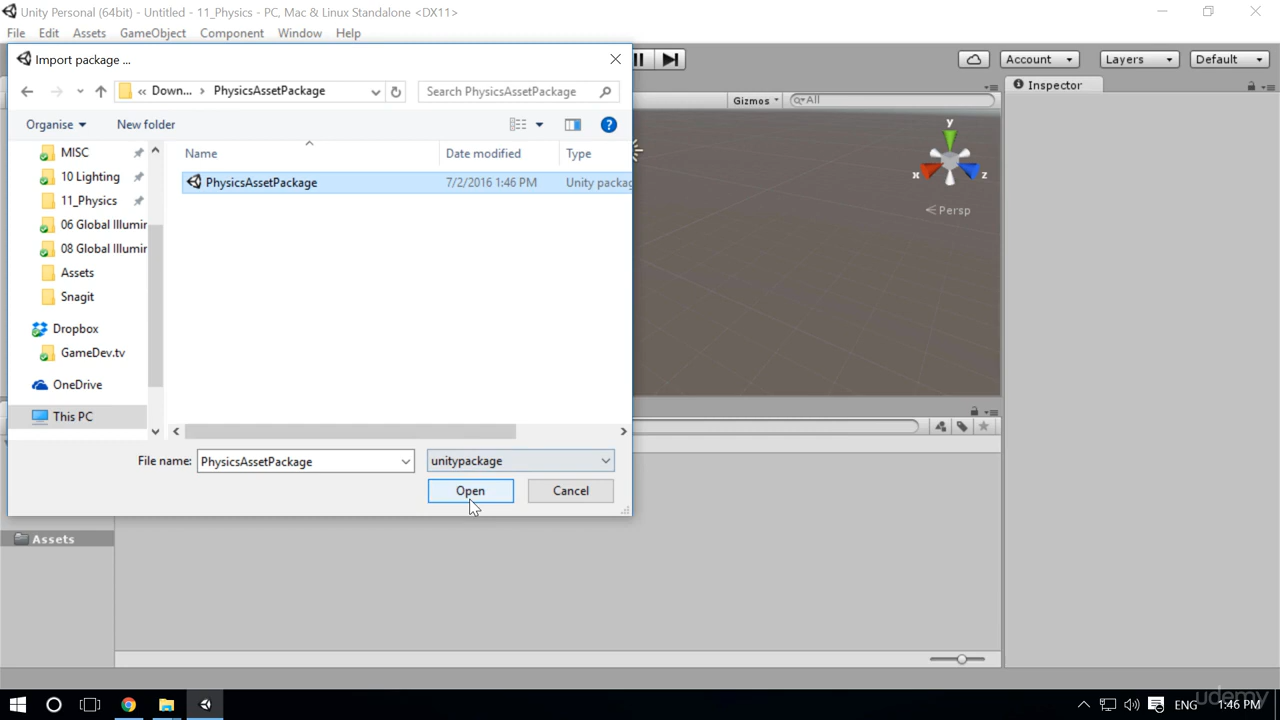 Unity Personal (64bit) - Untitled - 11_Physics - PC, Mac & Linux Standalone <DX11>
File Edit Assets GameObject Component Window Help
Import package ...
Account Layers Default
« Down... › PhysicsAssetPackage Search PhysicsAssetPackage
Gizmos All Inspector
Organise New folder
MISC Name Date modified Type
10 Lighting PhysicsAssetPackage 7/2/2016 1:46 PM Unity packag
11_Physics
06 Global Illumir
08 Global Illumir
Assets
Snagit
Dropbox
GameDev.tv
OneDrive
This PC
y
x z
Persp
File name: PhysicsAssetPackage unitypackage
Open Cancel
Assets
ENG 1:46 PM
udemy